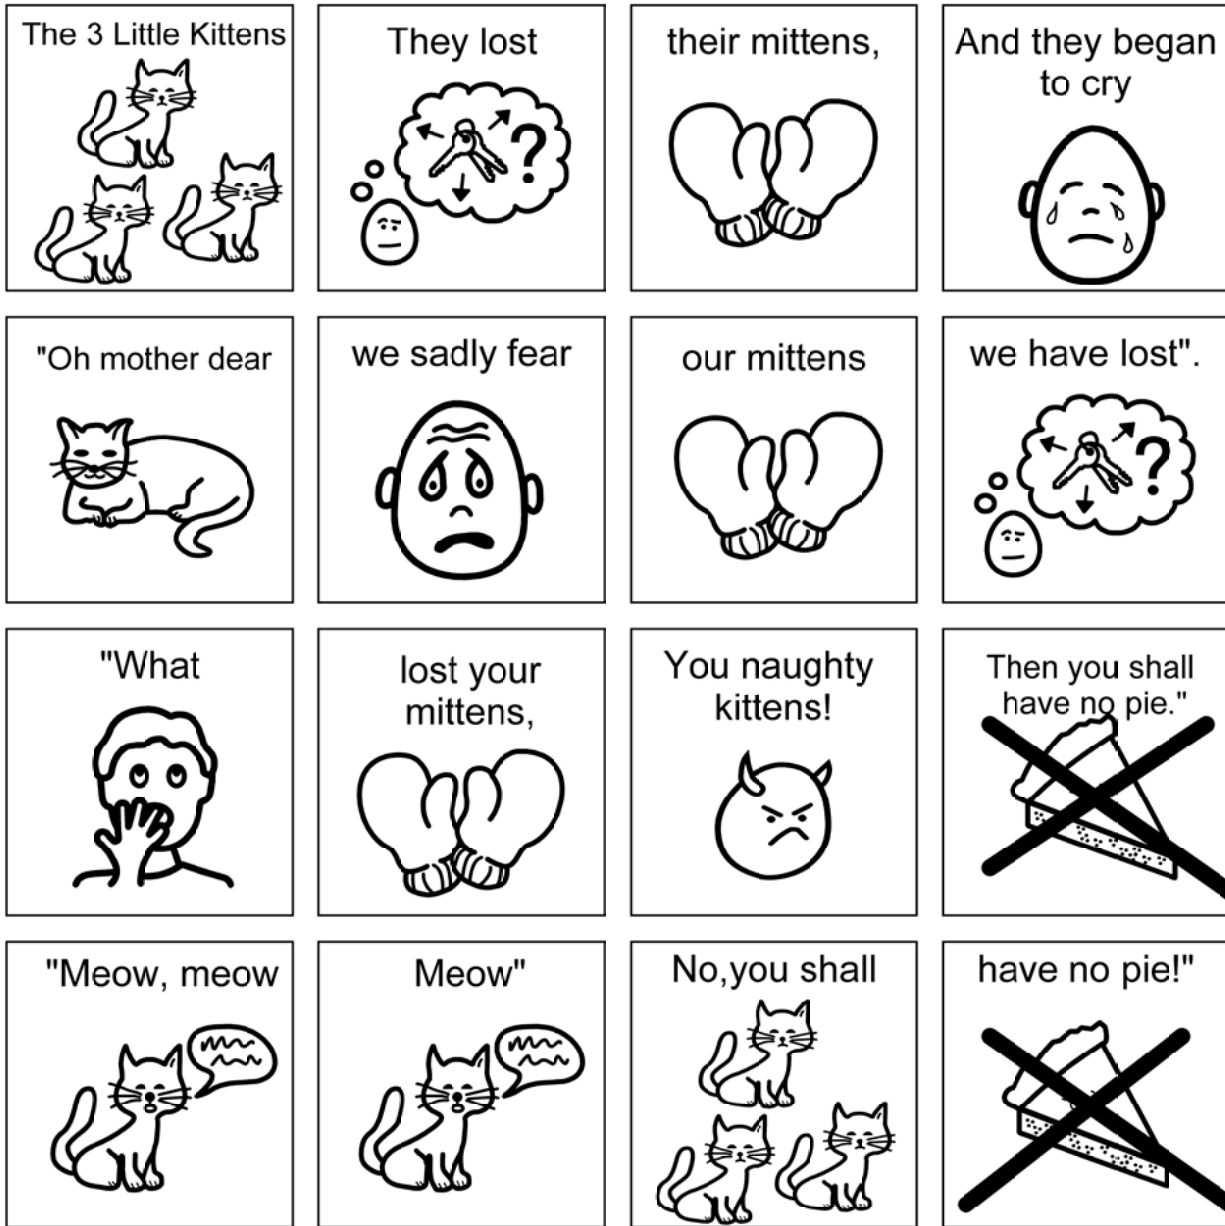 The 3 Little Kittens
They lost
their mittens,
And they began
to cry
"Oh mother dear
we sadly fear
our mittens
we have lost".
?
?
"What
lost your
mittens,
You naughty
kittens!
Then you shall
have no pie."
"Meow, meow
Meow"
No,you shall
have no pie!"